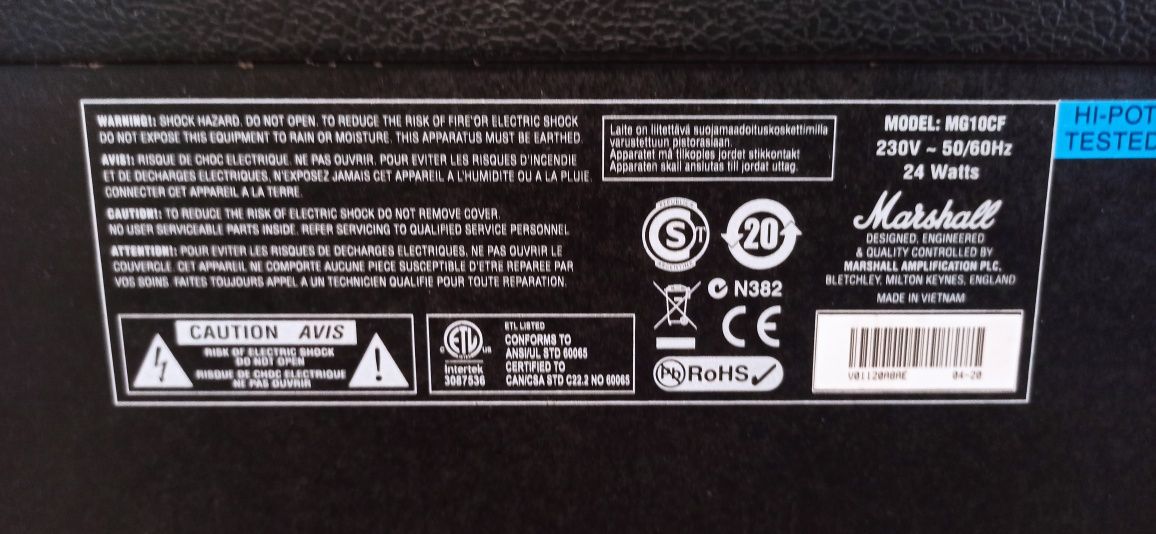 WARNING!: SHOCK HAZARD. DO NOT OPEN. TO REDUCE THE RISK OF FIRE OR ELECTRIC SHOCK
DO NOT EXPOSE THIS EQUIPMENT TO RAIN OR MOISTURE. THIS APPARATUS MUST BE EARTHED.
AVIS!: RISQUE DE CHOC ELECTRIQUE. NE PAS OUVRIR. POUR EVITER LES RISQUES D'INCENDIE
ET DE DECHARGES ELECTRIQUES, N'EXPOSEZ JAMAIS CET APPAREIL A L'HUMIDITE OU A LA PLUIE.
CONNECTER CET APPAREIL A LA TERRE.
CAUTION!: TO REDUCE THE RISK OF ELECTRIC SHOCK DO NOT REMOVE COVER.
NO USER SERVICEABLE PARTS INSIDE. REFER SERVICING TO QUALIFIED SERVICE PERSONNEL
ATTENTION!: POUR EVITER LES RISQUES DE DECHARGES ELECTRIQUES, NE PAS OUVRIR LE
COUVERCLE. CET APPAREIL NE COMPORTE AUCUNE PIECE SUSCEPTIBLE D'ETRE REPAREE PAR
VOS SOINS. FAITES TOUJOURS APPEL A UN TECHNICIEN QUALIFIE POUR TOUTE REPARATION.
CAUTION AVIS
RISK OF ELECTRIC SHOCK
DO NOT OPEN
RISQUE DE CHOC ELECTRIQUE
NE PAS OUVRIR
ETL
C US
Intertek
3087536
ETL LISTED
CONFORMS TO
ANSI/UL STD 60065
CERTIFIED TO
CAN/CSA STD C22.2 NO 60065
Laite on liitettävä suojamaadoituskoskettimilla
varustettuun pistorasiaan.
Apparatet må tilkoples jordet stikkontakt
Apparaten skall anslutas till jordat uttag.
S/T
20
N382
CE
Pb RoHS
MODEL: MG10CF
230V ~ 50/60Hz
24 Watts
Marshall
DESIGNED, ENGINEERED
& QUALITY CONTROLLED BY
MARSHALL AMPLIFICATION PLC.
BLETCHLEY, MILTON KEYNES, ENGLAND
MADE IN VIETNAM
04-20
HI-POT
TESTED